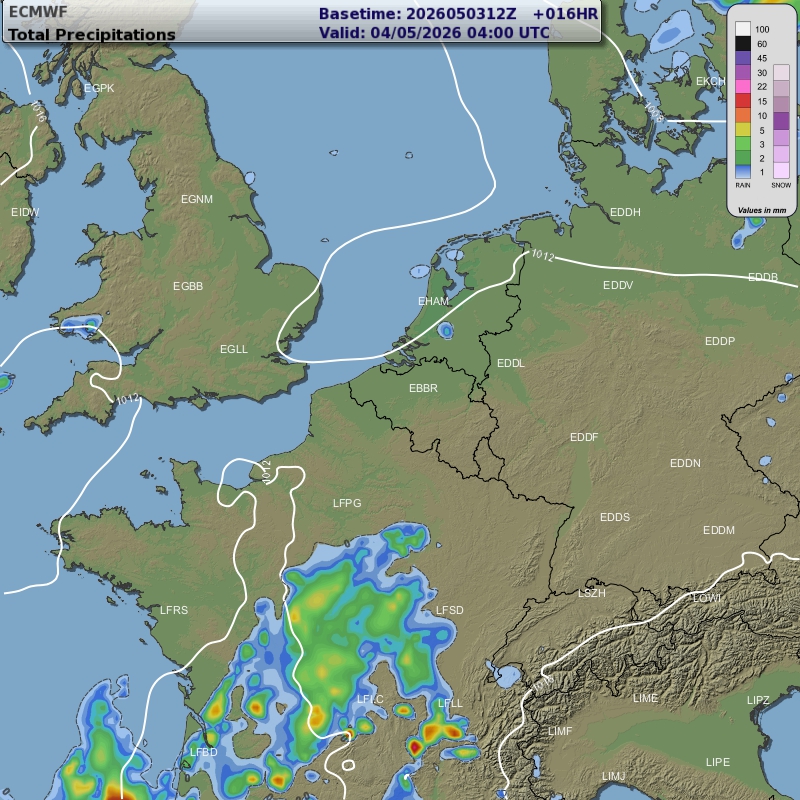 ECMWF
Basetime: 2026050312Z +016HR
Total Precipitations
Valid: 04/05/2026 04:00 UTC
100
60
45
30
22
15
10
5
3
2
1
RAIN SNOW
Values in mm
EGPK
EKCH
1016
1008
EIDW
EGNM
EDDH
1012
EGBB
EDDV
EDDB
EHAM
EGLL
EDDP
EDDL
EBBR
1012
EDDF
EDDN
1012
LFPG
EDDS
EDDM
LSZH
LOWI
LFRS
LFSD
1016
LFLC
LFLL
LIME
LIPZ
LIMF
LFBD
LIPE
LIMJ